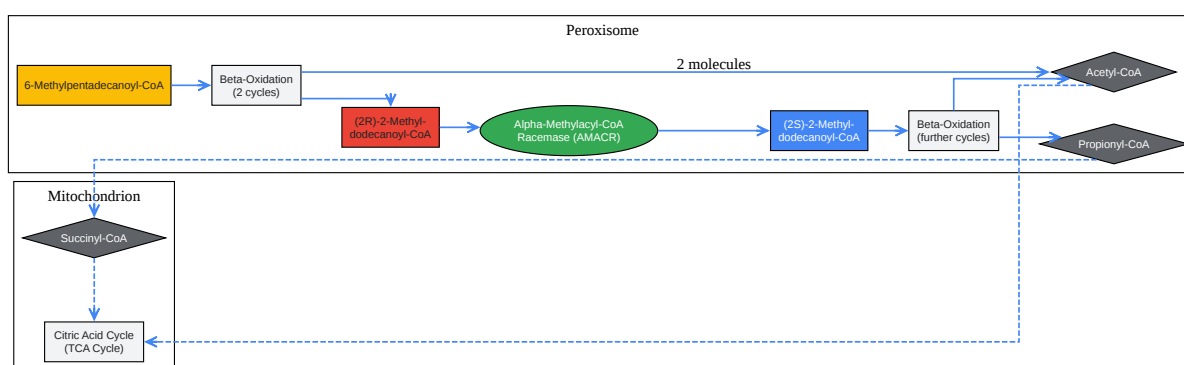 Peroxisome
6-Methylpentadecanoyl-CoA
Beta-Oxidation
(2 cycles)
2 molecules
Acetyl-CoA
(2R)-2-Methyl-
dodecanoyl-CoA
Alpha-Methylacyl-CoA
Racemase (AMACR)
(2S)-2-Methyl-
dodecanoyl-CoA
Beta-Oxidation
(further cycles)
Propionyl-CoA
Mitochondrion
Succinyl-CoA
Citric Acid Cycle
(TCA Cycle)